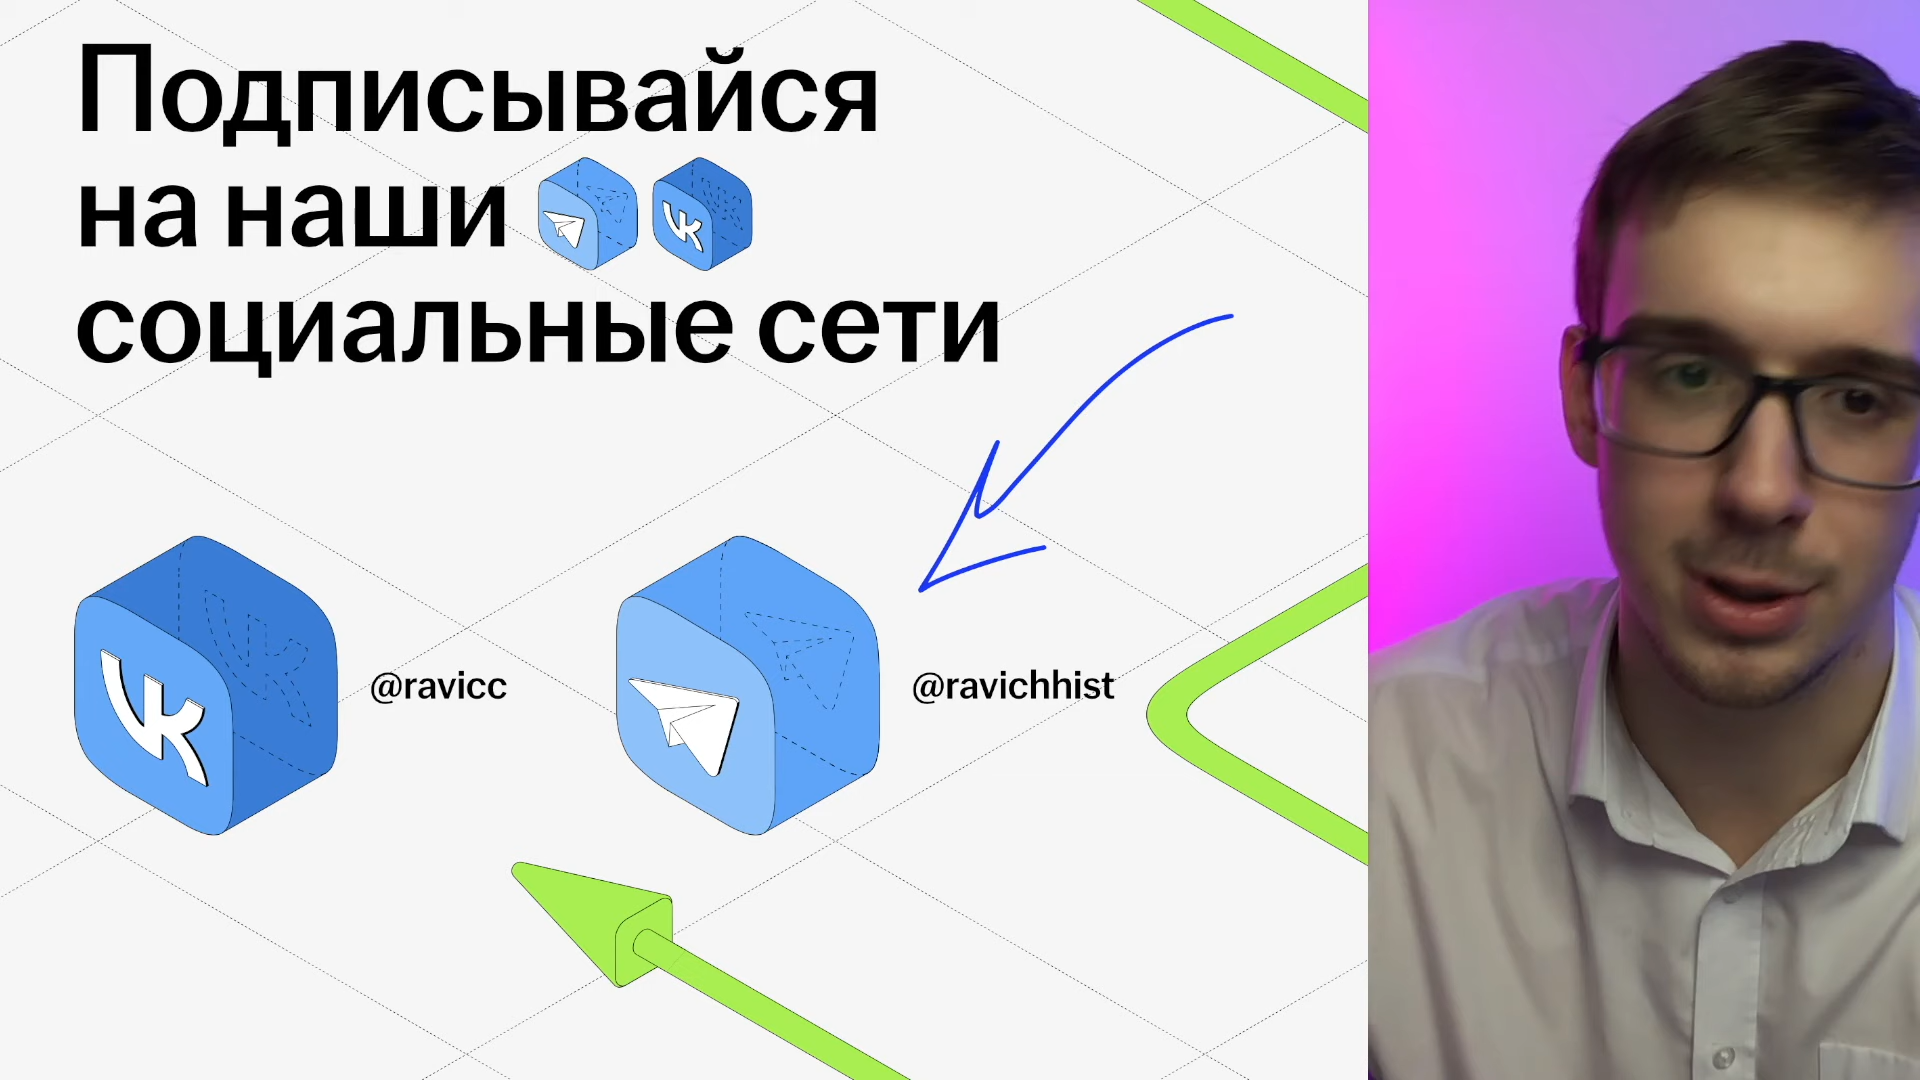 Подписывайся
на наши
социальные сети
@ravicc
@ravichhist